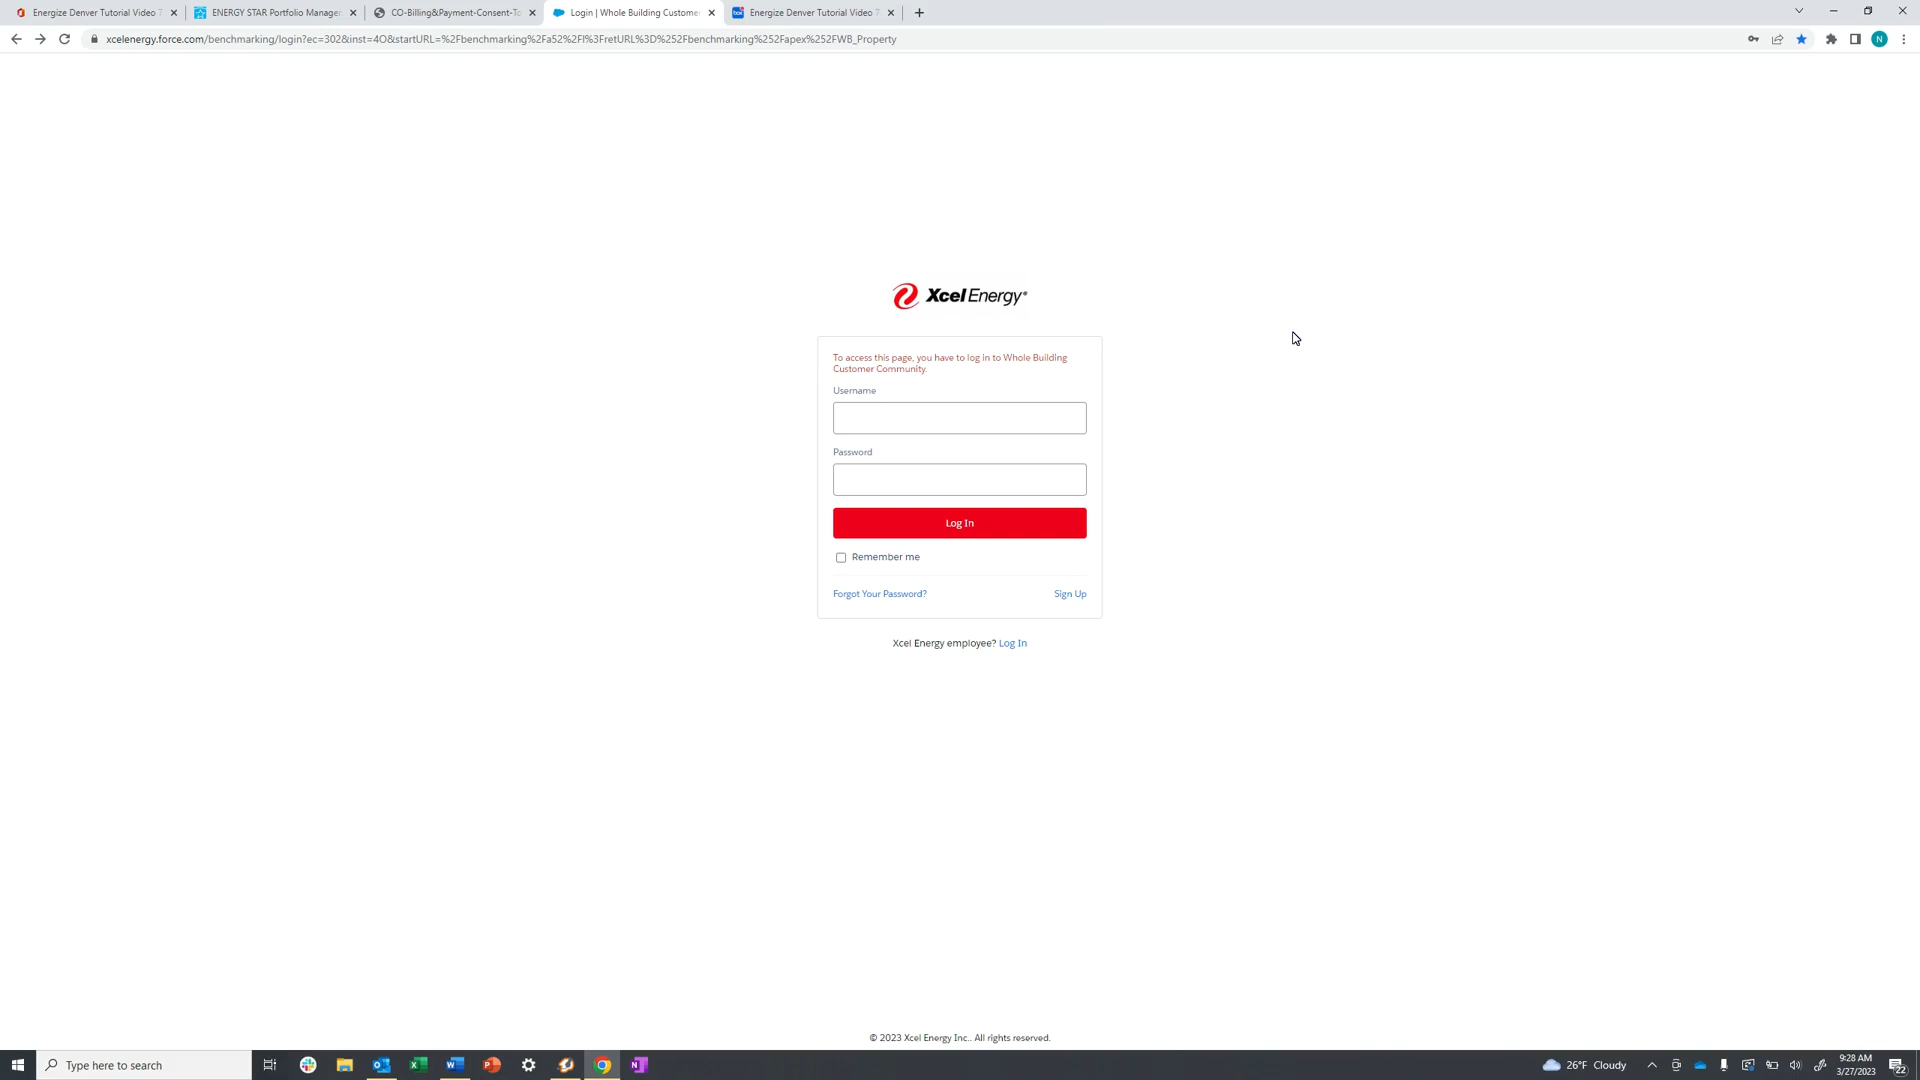 Energize Denver Tutorial Video 7
ENERGY STAR Portfolio Manager
CO-Billing&Payment-Consent-To
Login | Whole Building Custome
Energize Denver Tutorial Video 7
xcelenergy.force.com/benchmarking/login?ec=302&inst=4O&startURL=%2Fbenchmarking%2Fa52%2Fl%3FretURL%3D%252Fbenchmarking%252Fapex%252FWB_Property
N
Xcel Energy®
To access this page, you have to log in to Whole Building
Customer Community.
Username
Password
Log In
Remember me
Forgot Your Password?
Sign Up
Xcel Energy employee? Log In
© 2023 Xcel Energy Inc.. All rights reserved.
Type here to search
26°F Cloudy
9:28 AM
3/27/2023
22